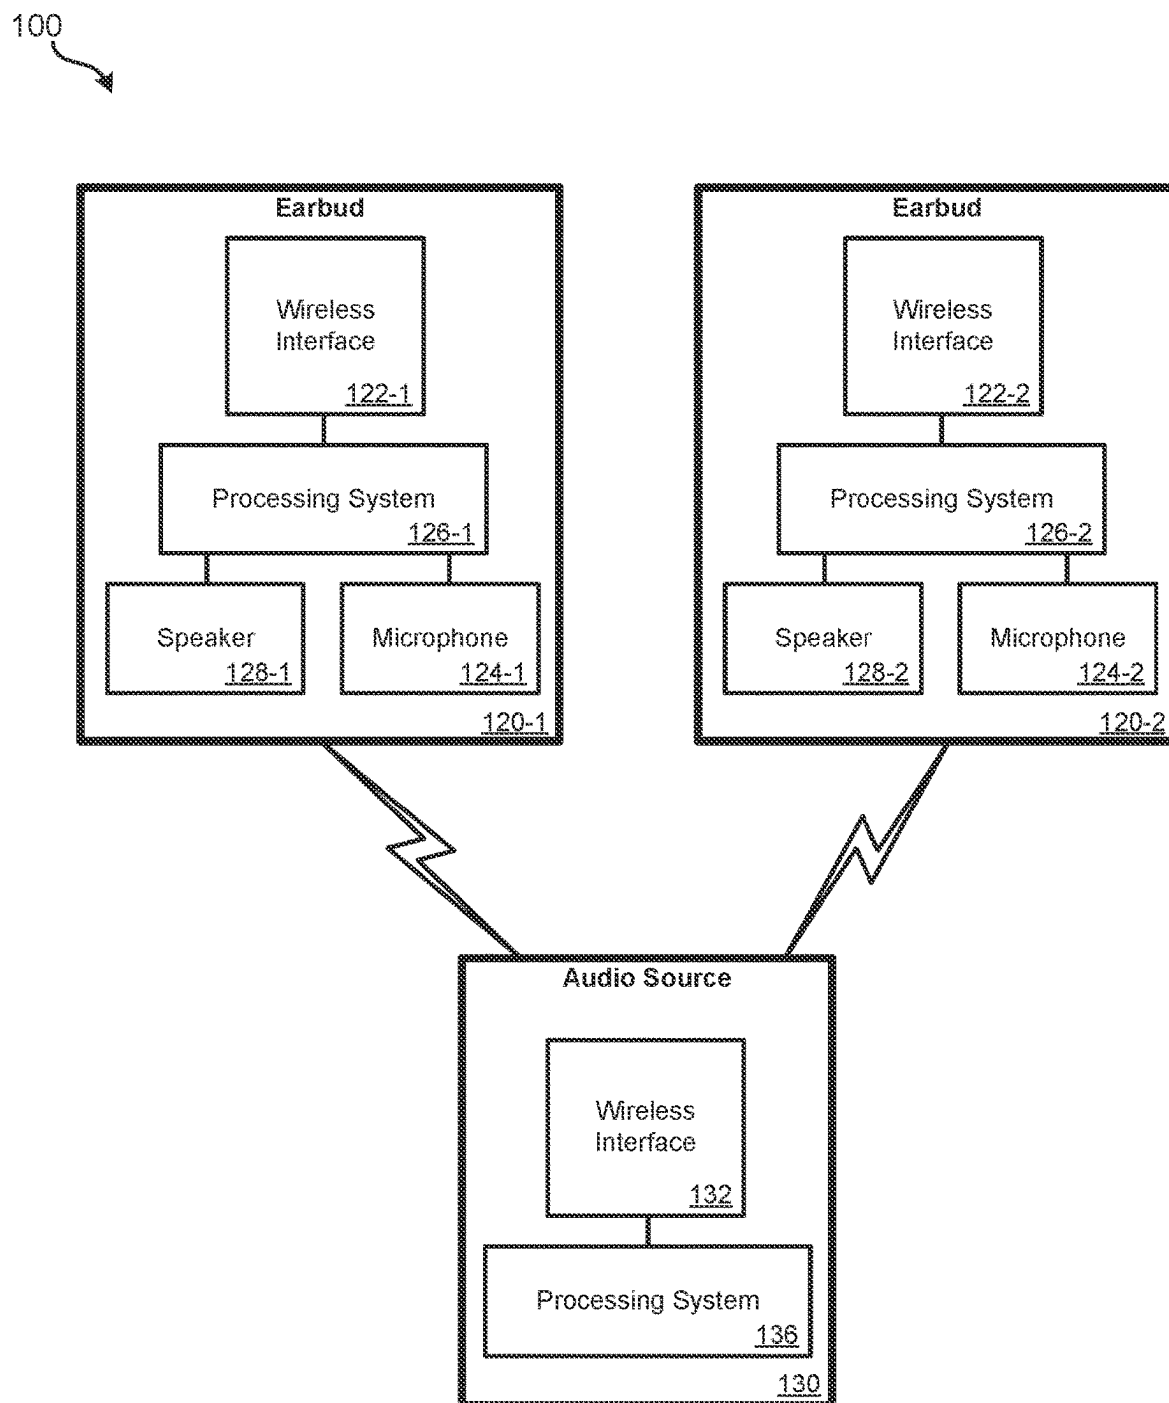 100
Earbud
Wireless
Interface
122-1
Processing System
126-1
Speaker
128-1
Microphone
124-1
120-1
Earbud
Wireless
Interface
122-2
Processing System
126-2
Speaker
128-2
Microphone
124-2
120-2
Audio Source
Wireless
Interface
132
Processing System
136
130